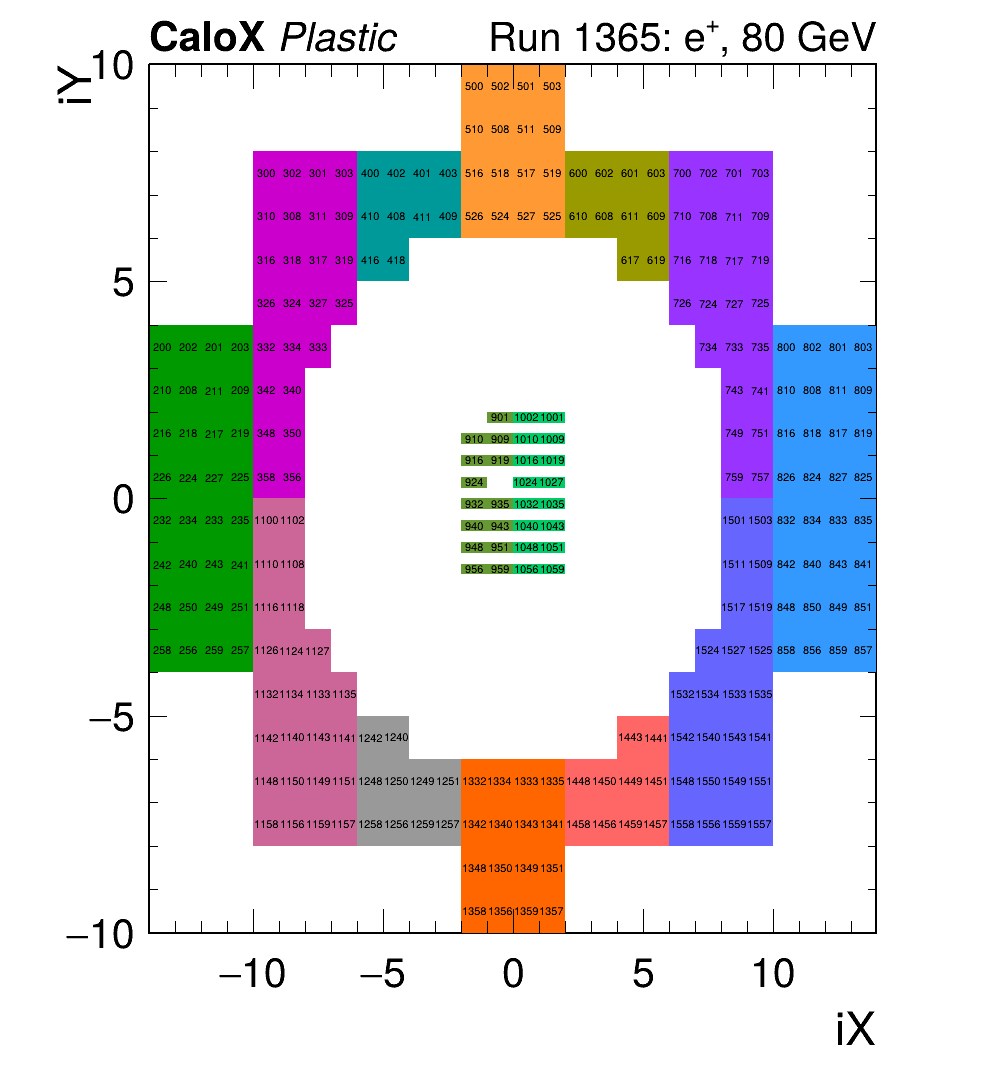 CaloX Plastic Run 1365: e+, 80 GeV
iY
10
500 502 501 503
510 508 511 509
300 302 301 303 400 402 401 403 516 518 517 519 600 602 601 603 700 702 701 703
310 308 311 309 410 408 411 409 526 524 527 525 610 608 611 609 710 708 711 709
316 318 317 319 416 418 617 619 716 718 717 719
5
326 324 327 325 726 724 727 725
200 202 201 203 332 334 333 734 733 735 800 802 801 803
210 208 211 209 342 340 743 741 810 808 811 809
901 1002 1001
216 218 217 219 348 350 910 909 1010 1009 749 751 816 818 817 819
916 919 1016 1019
226 224 227 225 358 356 924 1024 1027 759 757 826 824 827 825
0
932 935 1032 1035
232 234 233 235 1100 1102 1501 1503 832 834 833 835
940 943 1040 1043
948 951 1048 1051
242 240 243 241 1110 1108 956 959 1056 1059 1511 1509 842 840 843 841
248 250 249 251 1116 1118 1517 1519 848 850 849 851
258 256 259 257 1126 1124 1127 1524 1527 1525 858 856 859 857
1132 1134 1133 1135 1532 1534 1533 1535
−5
1142 1140 1143 1141 1242 1240 1443 1441 1542 1540 1543 1541
1148 1150 1149 1151 1248 1250 1249 1251 1332 1334 1333 1335 1448 1450 1449 1451 1548 1550 1549 1551
1158 1156 1159 1157 1258 1256 1259 1257 1342 1340 1343 1341 1458 1456 1459 1457 1558 1556 1559 1557
1348 1350 1349 1351
1358 1356 1359 1357
−10
−10 −5 0 5 10
iX